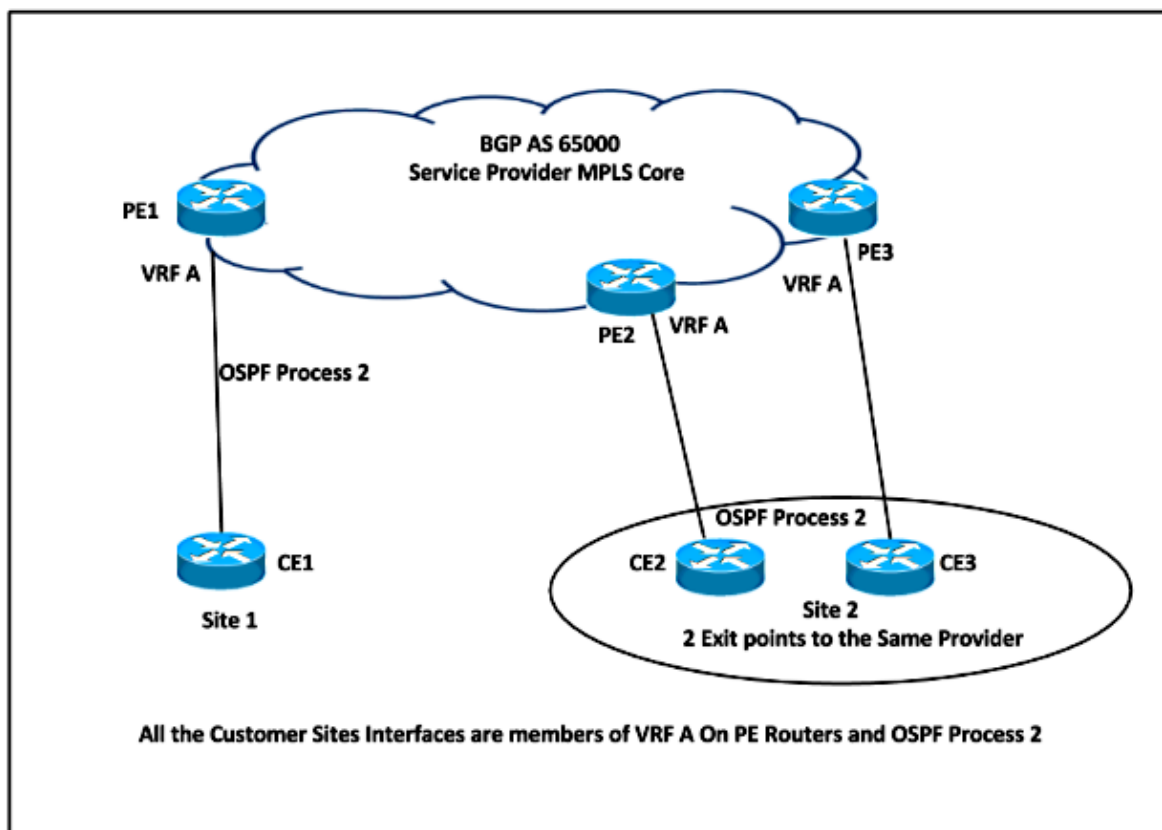 BGP AS 65000
Service Provider MPLS Core
PE1
PE3
VRF A
VRF A
PE2
VRF A
OSPF Process 2
OSPF Process 2
CE1
CE2
CE3
Site 1
Site 2
2 Exit points to the Same Provider
All the Customer Sites Interfaces are members of VRF A On PE Routers and OSPF Process 2